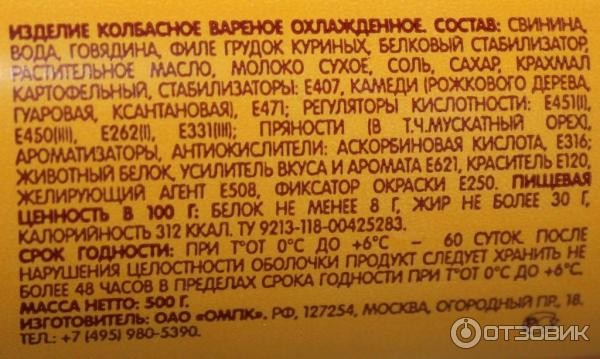 ИЗДЕЛИЕ КОЛБАСНОЕ ВАРЕНОЕ ОХЛАЖДЕННОЕ. СОСТАВ: СВИНИНА,
ВОДА, ГОВЯДИНА, ФИЛЕ ГРУДОК КУРИНЫХ, БЕЛКОВЫЙ СТАБИЛИЗАТОР,
РАСТИТЕЛЬНОЕ МАСЛО, МОЛОКО СУХОЕ, СОЛЬ, САХАР, КРАХМАЛ
КАРТОФЕЛЬНЫЙ, СТАБИЛИЗАТОРЫ: Е407, КАМЕДИ (РОЖКОВОГО ДЕРЕВА,
ГУАРОВАЯ, КСАНТАНОВАЯ), Е471; РЕГУЛЯТОРЫ КИСЛОТНОСТИ: Е451(I),
Е450(III), Е262(I), Е331(III); ПРЯНОСТИ (В Т.Ч.МУСКАТНЫЙ ОРЕХ),
АРОМАТИЗАТОРЫ, АНТИОКИСЛИТЕЛИ: АСКОРБИНОВАЯ КИСЛОТА, Е316;
ЖИВОТНЫЙ БЕЛОК, УСИЛИТЕЛЬ ВКУСА И АРОМАТА Е621, КРАСИТЕЛЬ Е120,
ЖЕЛИРУЮЩИЙ АГЕНТ Е508, ФИКСАТОР ОКРАСКИ Е250. ПИЩЕВАЯ
ЦЕННОСТЬ В 100 Г: БЕЛОК НЕ МЕНЕЕ 8 Г, ЖИР НЕ БОЛЕЕ 30 Г,
КАЛОРИЙНОСТЬ 312 ККАЛ. ТУ 9213-118-00425283.
СРОК ГОДНОСТИ: ПРИ Т°ОТ 0°С ДО +6°С – 60 СУТОК. ПОСЛЕ
НАРУШЕНИЯ ЦЕЛОСТНОСТИ ОБОЛОЧКИ ПРОДУКТ СЛЕДУЕТ ХРАНИТЬ НЕ
БОЛЕЕ 48 ЧАСОВ В ПРЕДЕЛАХ СРОКА ГОДНОСТИ ПРИ Т°ОТ 0°С ДО +6°С.
МАССА НЕТТО: 500 Г.
ИЗГОТОВИТЕЛЬ: ОАО «ОМПК». РФ, 127254, МОСКВА, ОГОРОДНЫЙ ПР., 18.
ТЕЛ.: +7 (495) 980-5390.
ОТЗОВИК